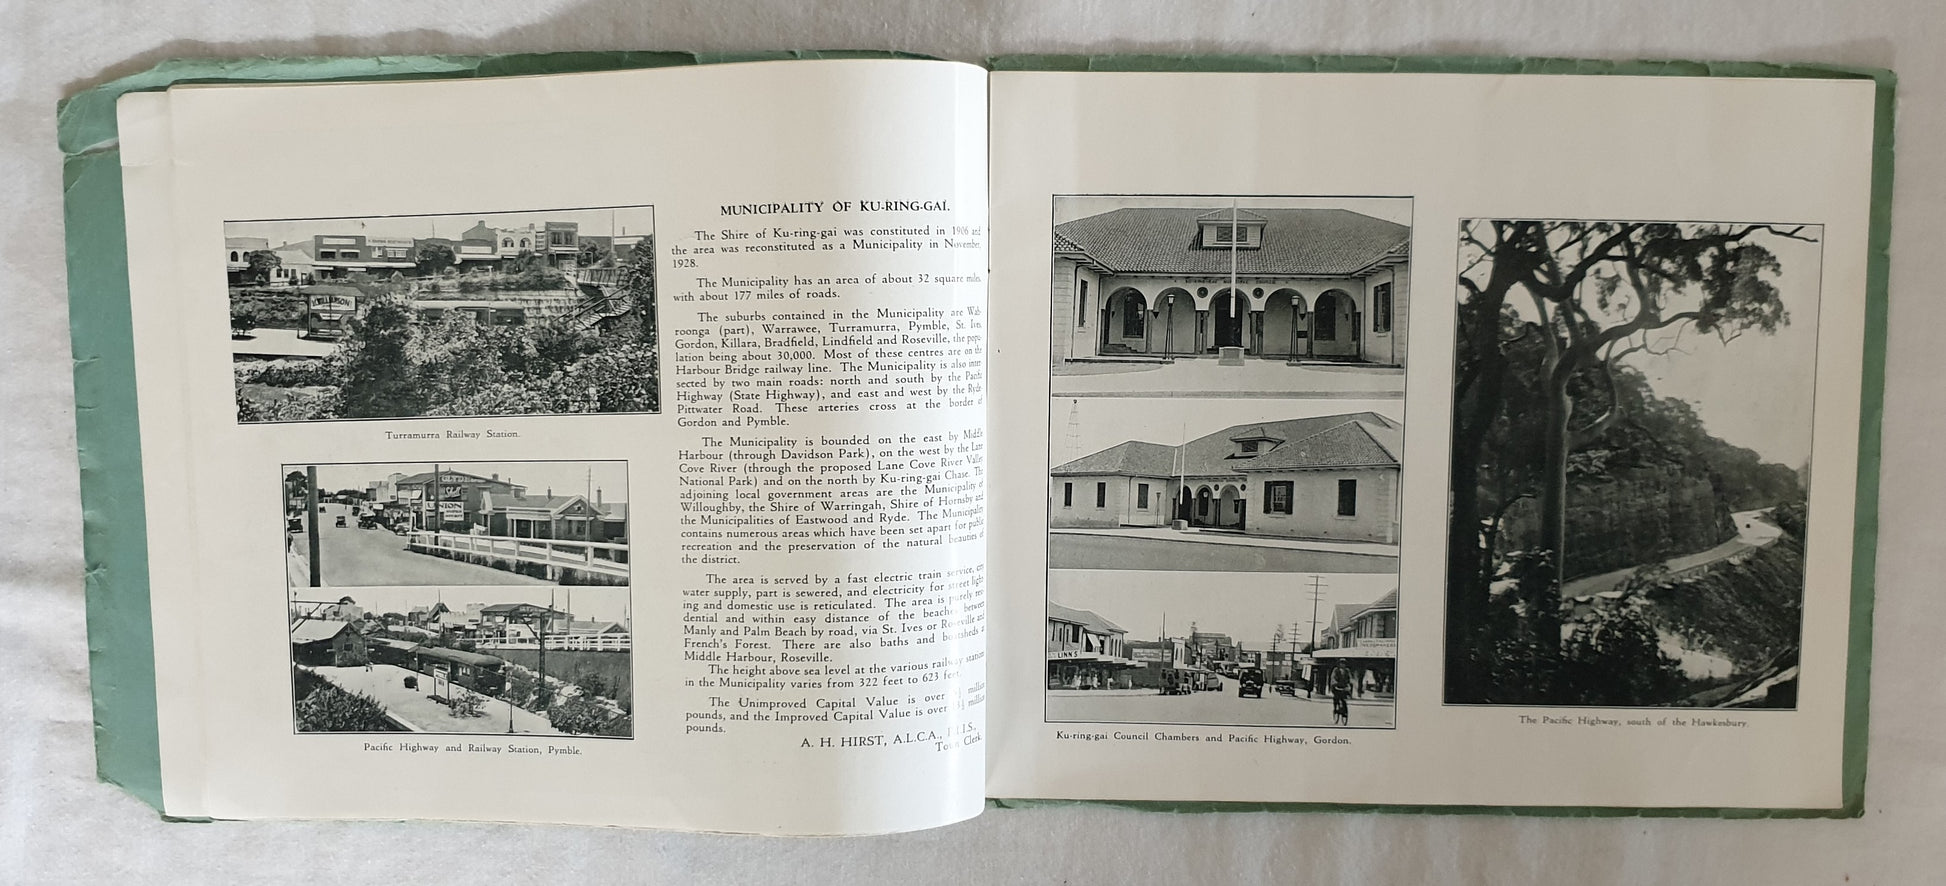 MUNICIPALITY OF KU-RING-GAI.
The Shire of Ku-ring-gai was constituted in 1906 and
the area was reconstituted as a Municipality in November,
1928.
The Municipality has an area of about 32 square miles,
with about 177 miles of roads.
The suburbs contained in the Municipality are Wah-
roonga (part), Warrawee, Turramurra, Pymble, St. Ives,
Gordon, Killara, Bradfield, Lindfield and Roseville, the popu-
lation being about 30,000. Most of these centres are on the
Harbour Bridge railway line. The Municipality is also inter-
sected by two main roads: north and south by the Pacific
Highway (State Highway), and east and west by the Ryde
Pittwater Road. These arteries cross at the border of
Gordon and Pymble.
The Municipality is bounded on the east by Middle
Harbour (through Davidson Park), on the west by the Lane
Cove River (through the proposed Lane Cove River Valley
National Park) and on the north by Ku-ring-gai Chase. The
adjoining local government areas are the Municipality of
Willoughby, the Shire of Warringah, Shire of Hornsby and
the Municipalities of Eastwood and Ryde. The Municipality
contains numerous areas which have been set apart for public
recreation and the preservation of the natural beauties of
the district.
The area is served by a fast electric train service,
water supply, part is sewered, and electricity for street light-
ing and domestic use is reticulated. The area is purely resi-
dential and within easy distance of the beaches between
Manly and Palm Beach by road, via St. Ives or Roseville and
French's Forest. There are also baths and boatsheds
Middle Harbour, Roseville.
The height above sea level at the various railway stations
in the Municipality varies from 322 feet to 623 feet.
The Unimproved Capital Value is over million
pounds, and the Improved Capital Value is over million
pounds.
A. H. HIRST, A.L.C.A.,
Town Clerk.
Turramurra Railway Station.
UNION
Pacific Highway and Railway Station, Pymble.
LINNS
Ku-ring-gai Council Chambers and Pacific Highway, Gordon.
The Pacific Highway, south of the Hawkesbury.